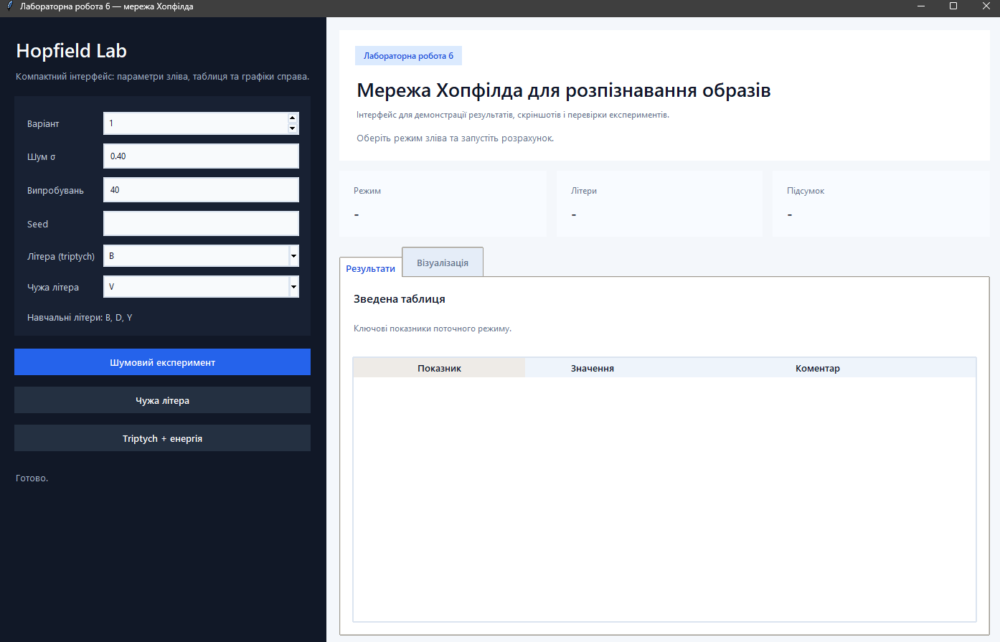 Лабораторна робота 6 — мережа Хопфілда
Hopfield Lab
Компактний інтерфейс: параметри зліва, таблиця та графіки справа.
Варіант
1
Шум σ
0.40
Випробувань
40
Seed
Літера (triptych)
B
Чужа літера
V
Навчальні літери: B, D, Y
Шумовий експеримент
Чужа літера
Triptych + енергія
Готово.
Лабораторна робота 6
Мережа Хопфілда для розпізнавання образів
Інтерфейс для демонстрації результатів, скріншотів і перевірки експериментів.
Оберіть режим зліва та запустіть розрахунок.
Режим
-
Літери
-
Підсумок
-
Результати
Візуалізація
Зведена таблиця
Ключові показники поточного режиму.
Показник Значення Коментар